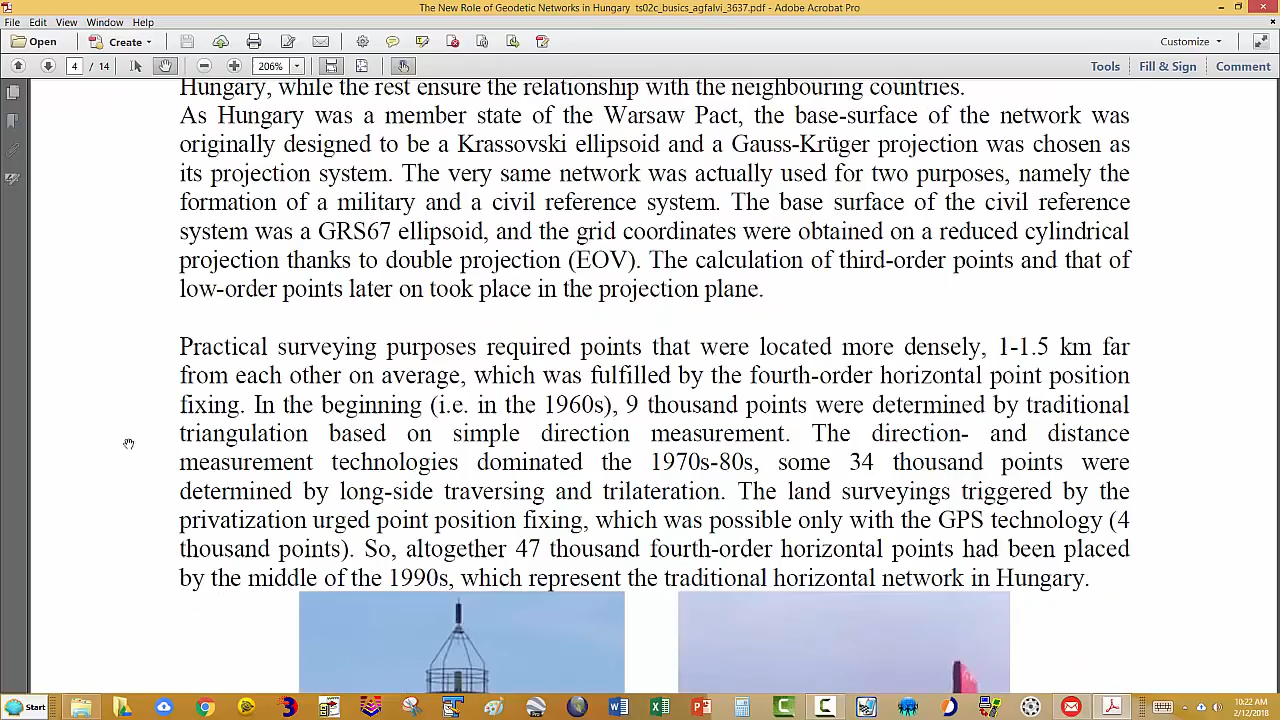 The New Role of Geodetic Networks in Hungary ts02c_busics_agfalvi_3637.pdf - Adobe Acrobat Pro
File Edit View Window Help
Open Create Customize
4 / 14 206% Tools Fill & Sign Comment
Hungary, while the rest ensure the relationship with the neighbouring countries.
As Hungary was a member state of the Warsaw Pact, the base-surface of the network was
originally designed to be a Krassovski ellipsoid and a Gauss-Krüger projection was chosen as
its projection system. The very same network was actually used for two purposes, namely the
formation of a military and a civil reference system. The base surface of the civil reference
system was a GRS67 ellipsoid, and the grid coordinates were obtained on a reduced cylindrical
projection thanks to double projection (EOV). The calculation of third-order points and that of
low-order points later on took place in the projection plane.
Practical surveying purposes required points that were located more densely, 1-1.5 km far
from each other on average, which was fulfilled by the fourth-order horizontal point position
fixing. In the beginning (i.e. in the 1960s), 9 thousand points were determined by traditional
triangulation based on simple direction measurement. The direction- and distance
measurement technologies dominated the 1970s-80s, some 34 thousand points were
determined by long-side traversing and trilateration. The land surveyings triggered by the
privatization urged point position fixing, which was possible only with the GPS technology (4
thousand points). So, altogether 47 thousand fourth-order horizontal points had been placed
by the middle of the 1990s, which represent the traditional horizontal network in Hungary.
Start
10:22 AM
2/12/2018